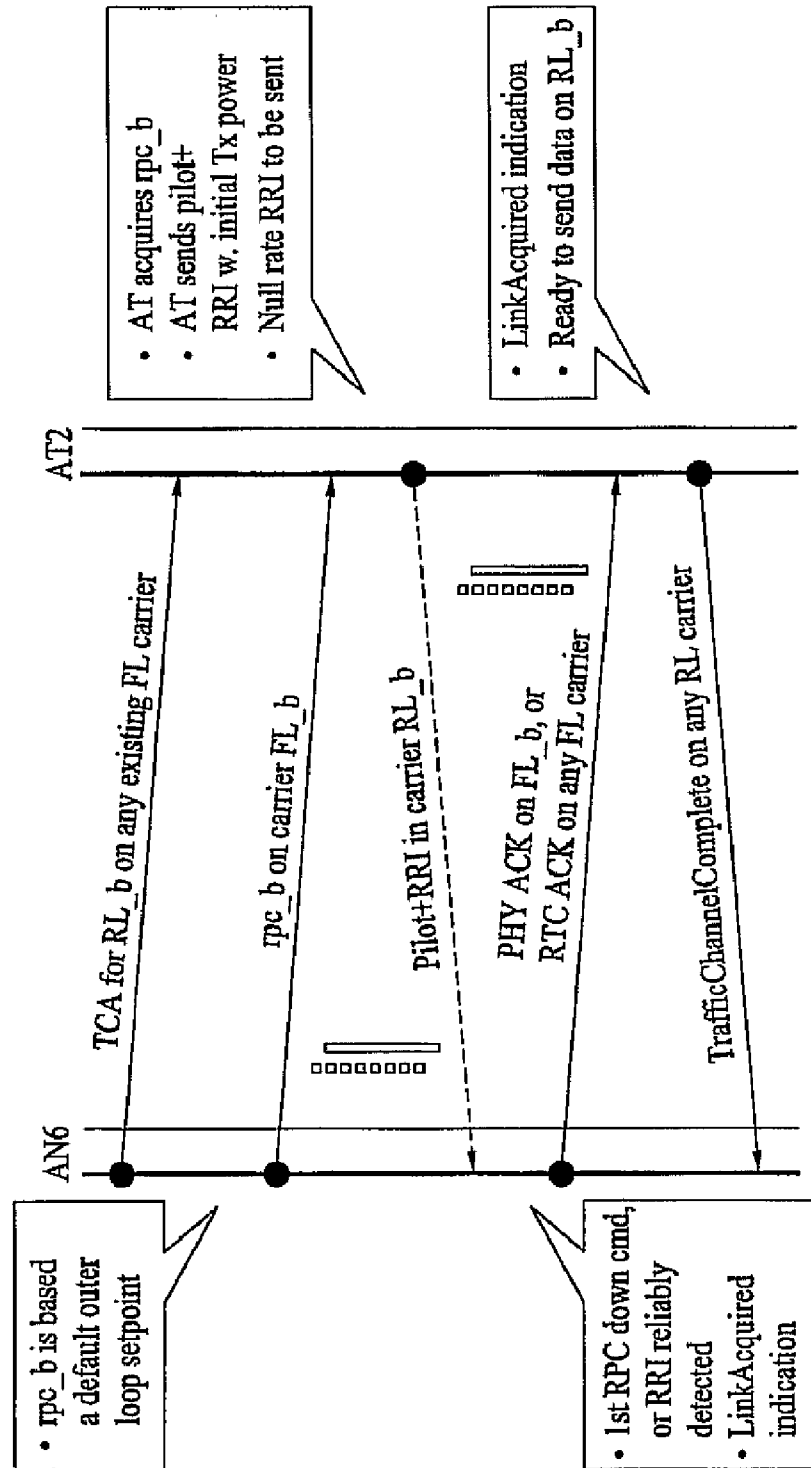 AN6
AT2
• rpc_b is based
a default outer
loop setpoint
TCA for RL_b on any existing FL carrier
rpc_b on carrier FL_b
• AT acquires rpc_b
• AT sends pilot+
RRI w. initial Tx power
• Null rate RRI to be sent
Pilot+RRI in carrier RL_b
• 1st RPC down cmd,
or RRI reliably
detected
• LinkAcquired
indication
PHY ACK on FL_b, or
RTC ACK on any FL carrier
• LinkAcquired indication
• Ready to send data on RL_b
TrafficChannelComplete on any RL carrier